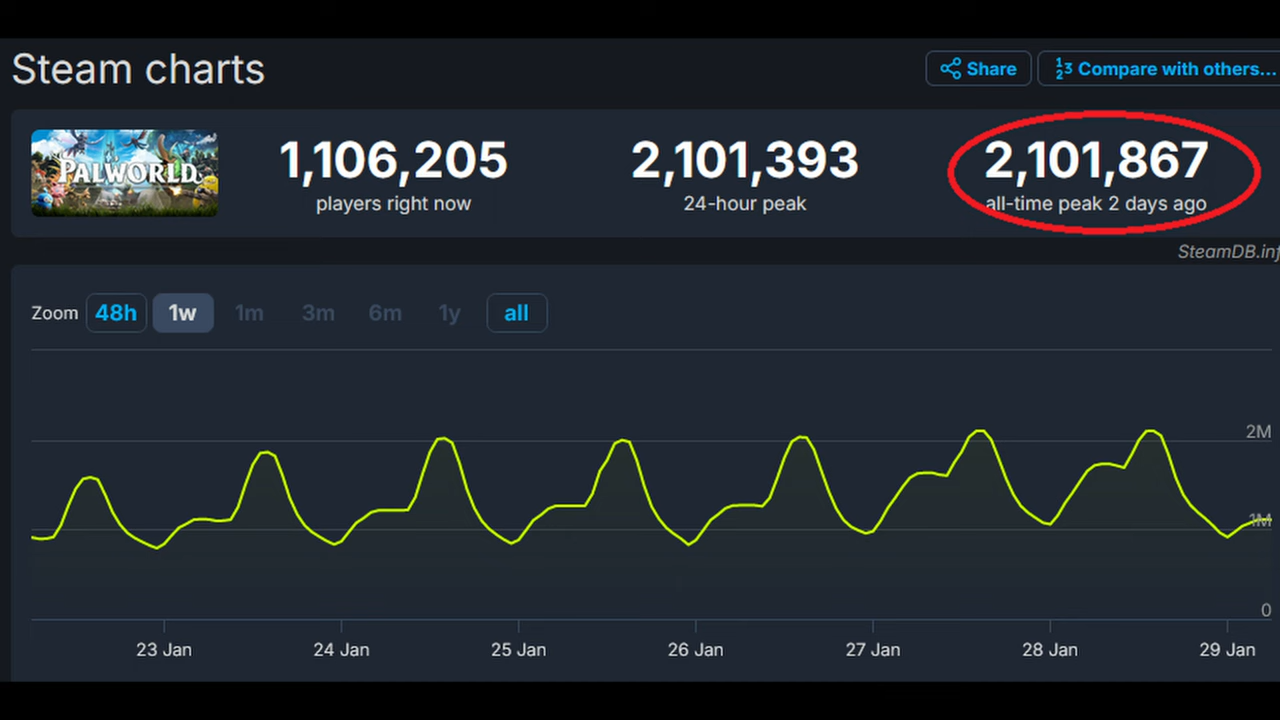 Steam charts
Share
Compare with others...
PALWORLD
1,106,205
players right now
2,101,393
24-hour peak
2,101,867
all-time peak 2 days ago
SteamDB.inf
Zoom 48h 1w 1m 3m 6m 1y all
2M
1M
0
23 Jan 24 Jan 25 Jan 26 Jan 27 Jan 28 Jan 29 Jan